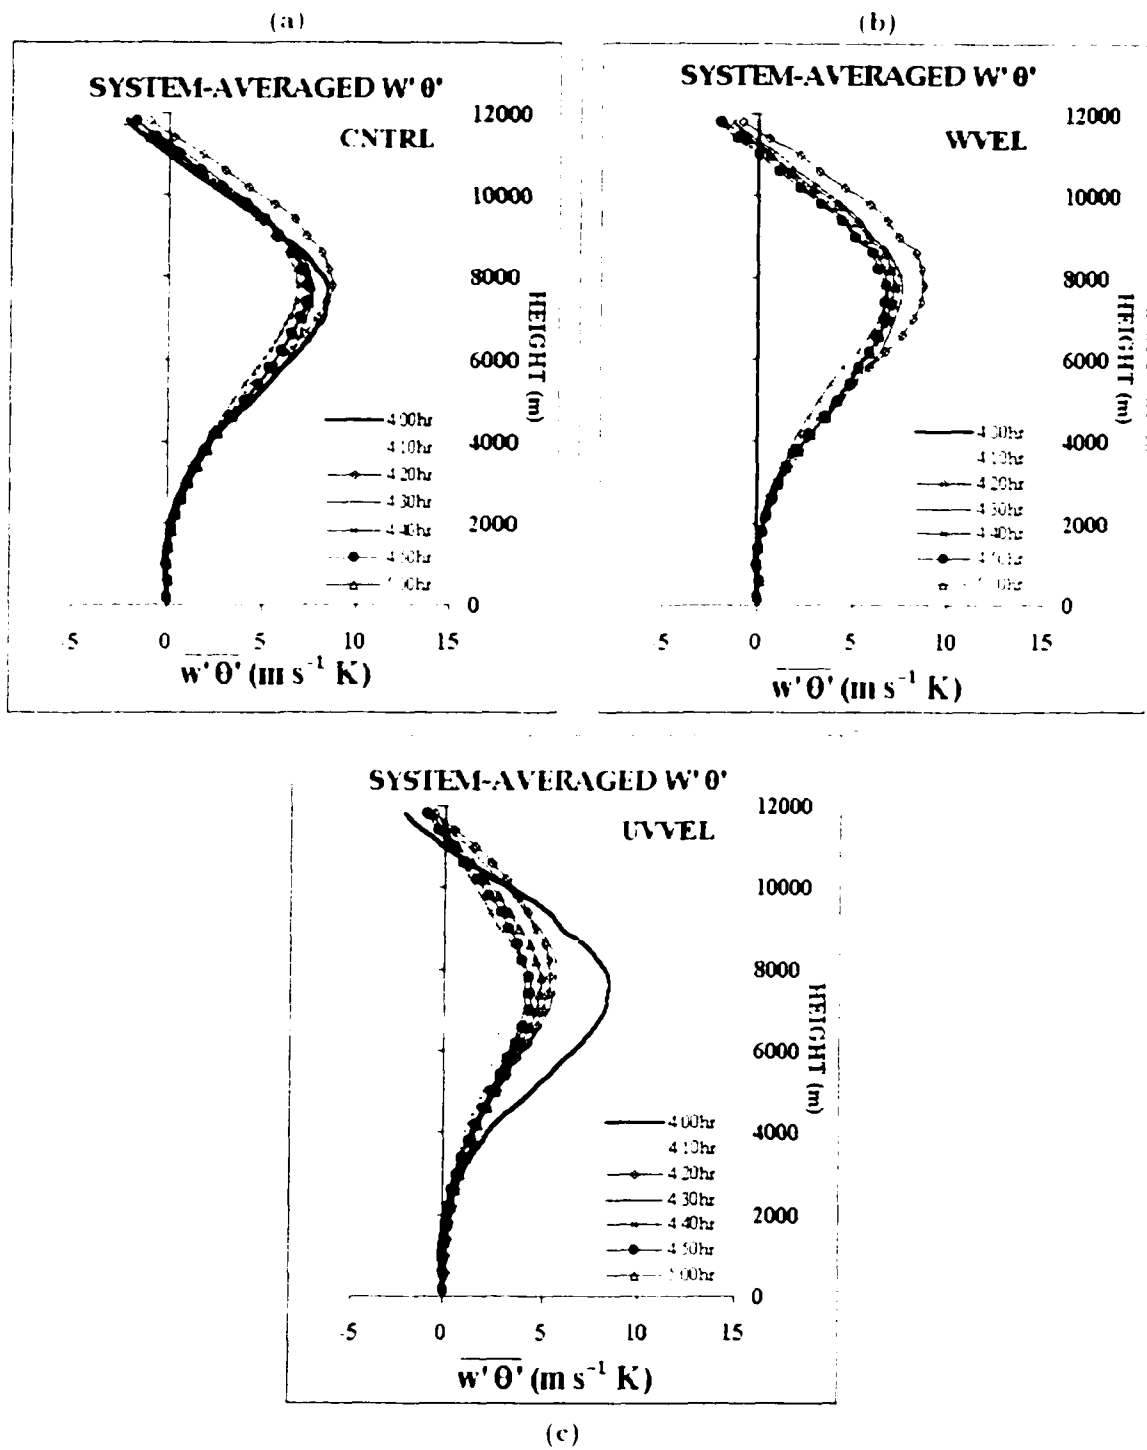 (a)
SYSTEM-AVERAGED W' θ'
CNTRL
12000
10000
8000
6000
4000
2000
0
HEIGHT (m)
4 00hr
4 10hr
4 20hr
4 30hr
4 40hr
4 50hr
00hr
-5 0 5 10 15
w' θ' (m s⁻¹ K)
(b)
SYSTEM-AVERAGED W' θ'
WVEL
12000
10000
8000
6000
4000
2000
0
HEIGHT (m)
4 10hr
4 20hr
4 30hr
4 40hr
-5 0 5 10 15
w' θ' (m s⁻¹ K)
SYSTEM-AVERAGED W' θ'
UVVEL
12000
10000
8000
6000
4000
2000
0
HEIGHT (m)
4 00hr
4 10hr
4 20hr
4 30hr
4 40hr
4 50hr
5 00hr
-5 0 5 10 15
w' θ' (m s⁻¹ K)
(c)